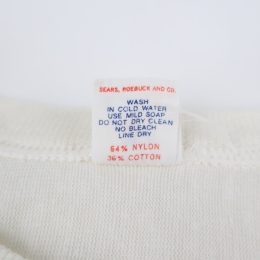 SEARS, ROEBUCK AND CO.
WASH
IN COLD WATER
USE MILD SOAP
DO NOT DRY CLEAN
NO BLEACH
LINE DRY
64% NYLON
36% COTTON